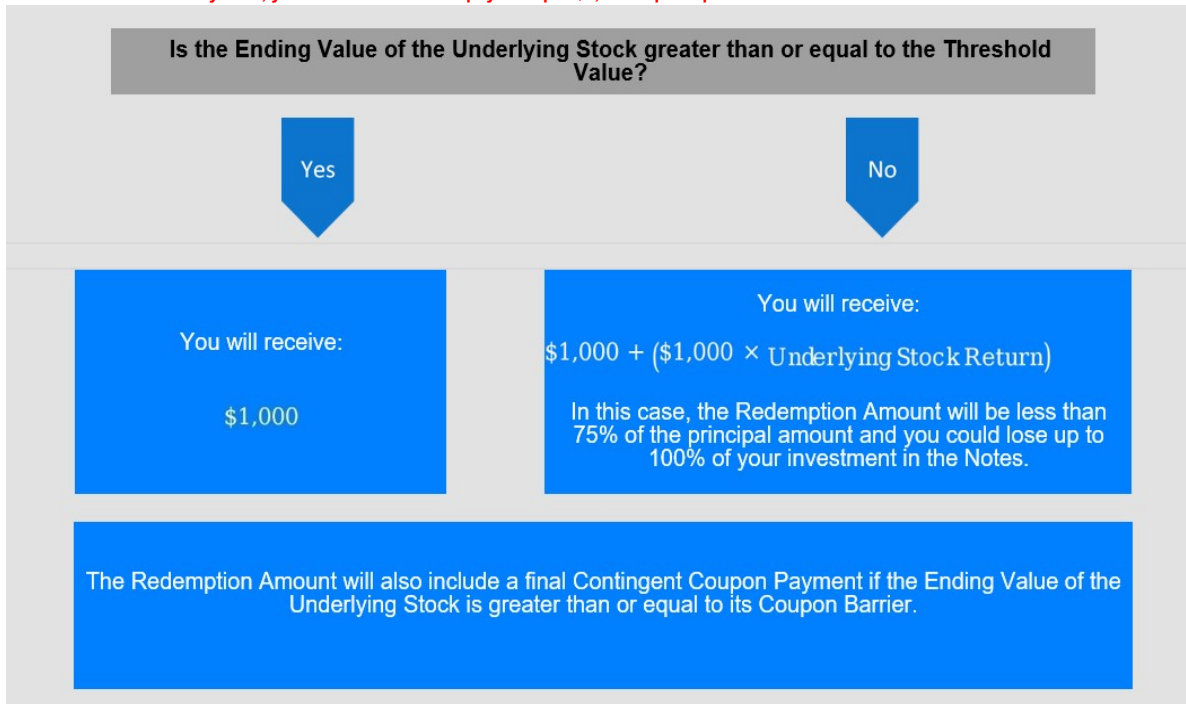 Is the Ending Value of the Underlying Stock greater than or equal to the Threshold
Value?
Yes
No
You will receive:
$1,000
You will receive:
$1,000 + ($1,000 × Underlying Stock Return)
In this case, the Redemption Amount will be less than
75% of the principal amount and you could lose up to
100% of your investment in the Notes.
The Redemption Amount will also include a final Contingent Coupon Payment if the Ending Value of the
Underlying Stock is greater than or equal to its Coupon Barrier.